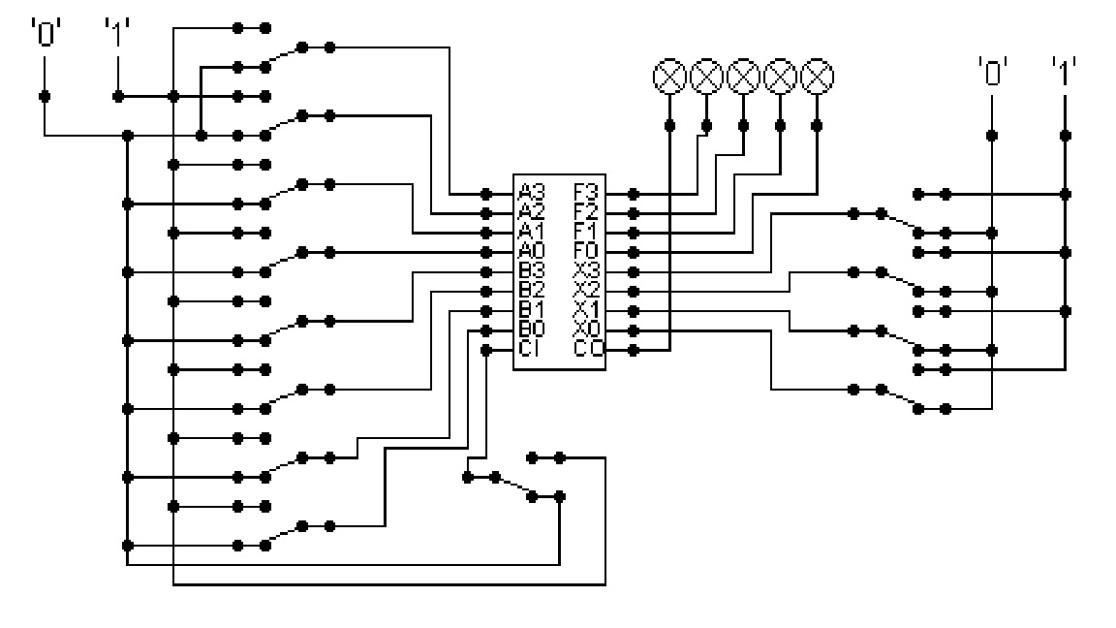 '0' '1'
'0' '1'
A3 F3
A2 F2
A1 F1
A0 F0
B3 X3
B2 X2
B1 X1
B0 X0
CI CO